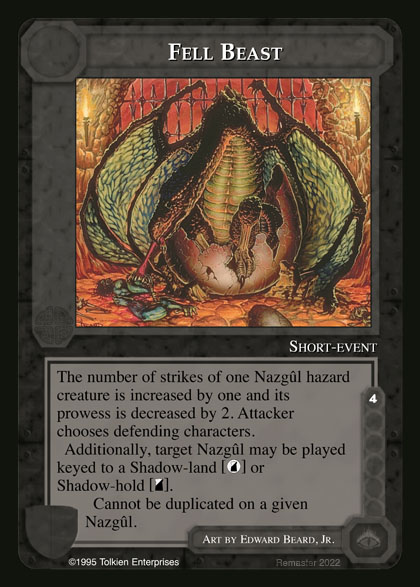 Fell Beast
Short-event
The number of strikes of one Nazgûl hazard
creature is increased by one and its
prowess is decreased by 2. Attacker
chooses defending characters.
Additionally, target Nazgûl may be played
keyed to a Shadow-land [] or
Shadow-hold [].
Cannot be duplicated on a given
Nazgûl.
4
Art by Edward Beard, Jr.
©1995 Tolkien Enterprises
Remaster 2022